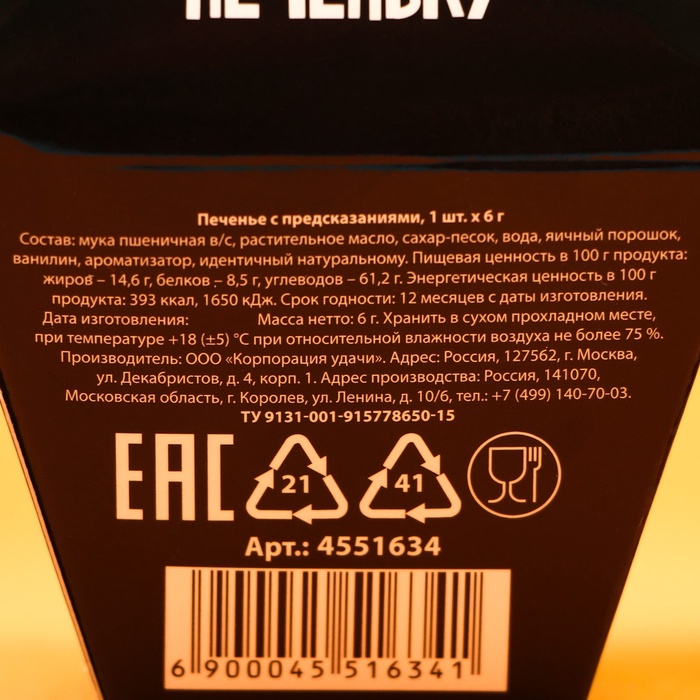 Печенье с предсказаниями, 1 шт. х 6 г
Состав: мука пшеничная в/с, растительное масло, сахар-песок, вода, яичный порошок,
ванилин, ароматизатор, идентичный натуральному. Пищевая ценность в 100 г продукта:
жиров – 14,6 г, белков – 8,5 г, углеводов – 61,2 г. Энергетическая ценность в 100 г
продукта: 393 ккал, 1650 кДж. Срок годности: 12 месяцев с даты изготовления.
Дата изготовления: Масса нетто: 6 г. Хранить в сухом прохладном месте,
при температуре +18 (±5) °С при относительной влажности воздуха не более 75 %.
Производитель: ООО «Корпорация удачи». Адрес: Россия, 127562, г. Москва,
ул. Декабристов, д. 4, корп. 1. Адрес производства: Россия, 141070,
Московская область, г. Королев, ул. Ленина, д. 10/6, тел.: +7 (499) 140-70-03.
ТУ 9131-001-915778650-15
EAC 21 41
Арт.: 4551634
6 900045 516341